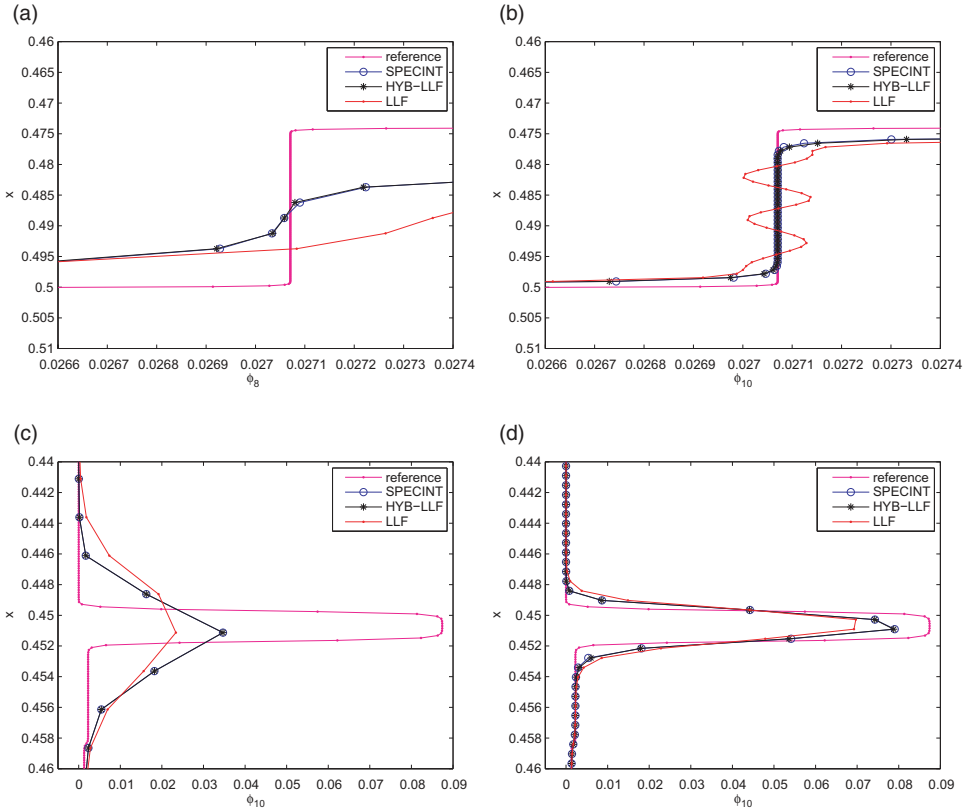 (a)
0.46
0.465
0.47
0.475
0.48
0.485
0.49
0.495
0.5
0.505
0.51
x
reference
SPECINT
HYB−LLF
LLF
0.0266 0.0267 0.0268 0.0269 0.027 0.0271 0.0272 0.0273 0.0274
ϕ8
(b)
0.46
0.465
0.47
0.475
0.48
0.485
0.49
0.495
0.5
0.505
0.51
x
reference
SPECINT
HYB−LLF
LLF
0.0266 0.0267 0.0268 0.0269 0.027 0.0271 0.0272 0.0273 0.0274
ϕ10
(c)
0.44
0.442
0.444
0.446
0.448
0.45
0.452
0.454
0.456
0.458
0.46
x
reference
SPECINT
HYB−LLF
LLF
0 0.01 0.02 0.03 0.04 0.05 0.06 0.07 0.08 0.09
ϕ10
(d)
0.44
0.442
0.444
0.446
0.448
0.45
0.452
0.454
0.456
0.458
0.46
x
reference
SPECINT
HYB−LLF
LLF
0 0.01 0.02 0.03 0.04 0.05 0.06 0.07 0.08 0.09
ϕ10